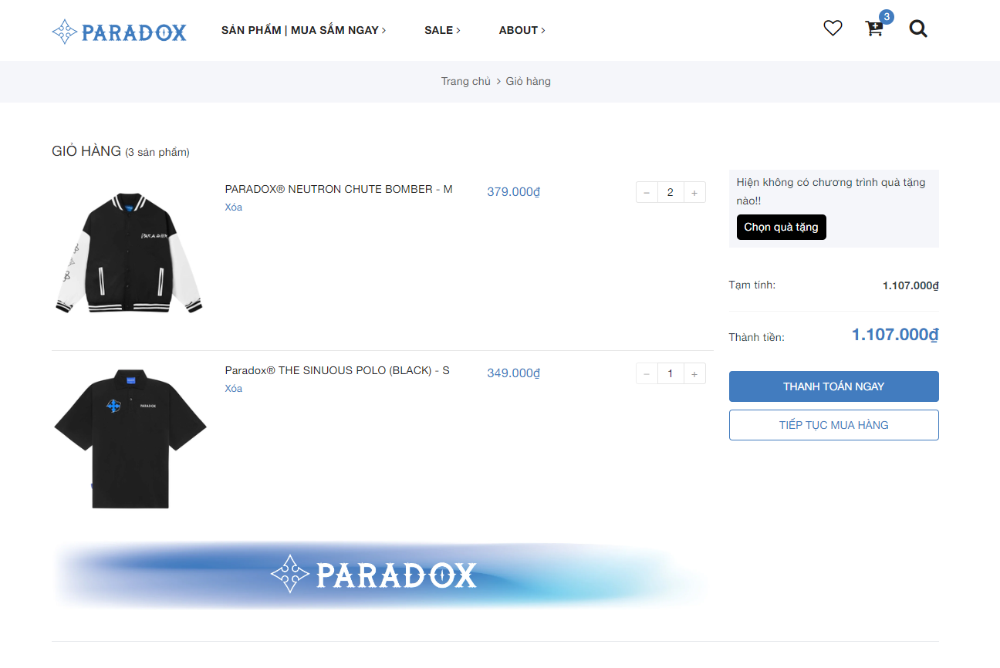 PARADOX
SẢN PHẨM | MUA SẮM NGAY
SALE
ABOUT
3
Trang chủ > Giỏ hàng
GIỎ HÀNG (3 sản phẩm)
PARADOX® NEUTRON CHUTE BOMBER - M
379.000₫
− 2 +
Xóa
PARADOX
Paradox® THE SINUOUS POLO (BLACK) - S
349.000₫
− 1 +
Xóa
PARADOX
Hiện không có chương trình quà tặng
nào!!
Chọn quà tặng
Tạm tính: 1.107.000₫
Thành tiền: 1.107.000₫
THANH TOÁN NGAY
TIẾP TỤC MUA HÀNG
PARADOX